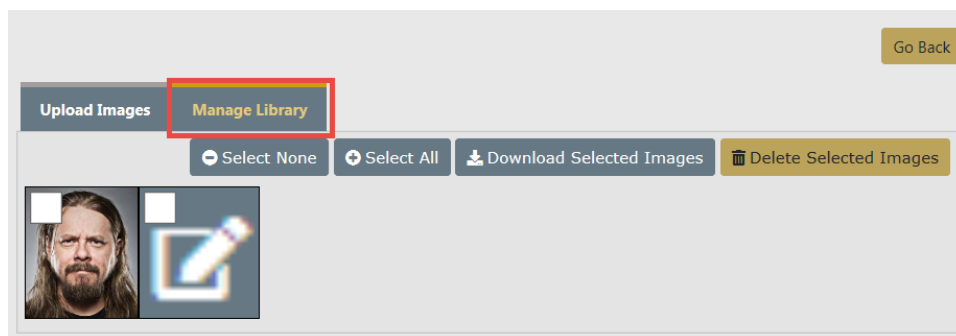 Go Back
Upload Images Manage Library
Select None Select All Download Selected Images Delete Selected Images